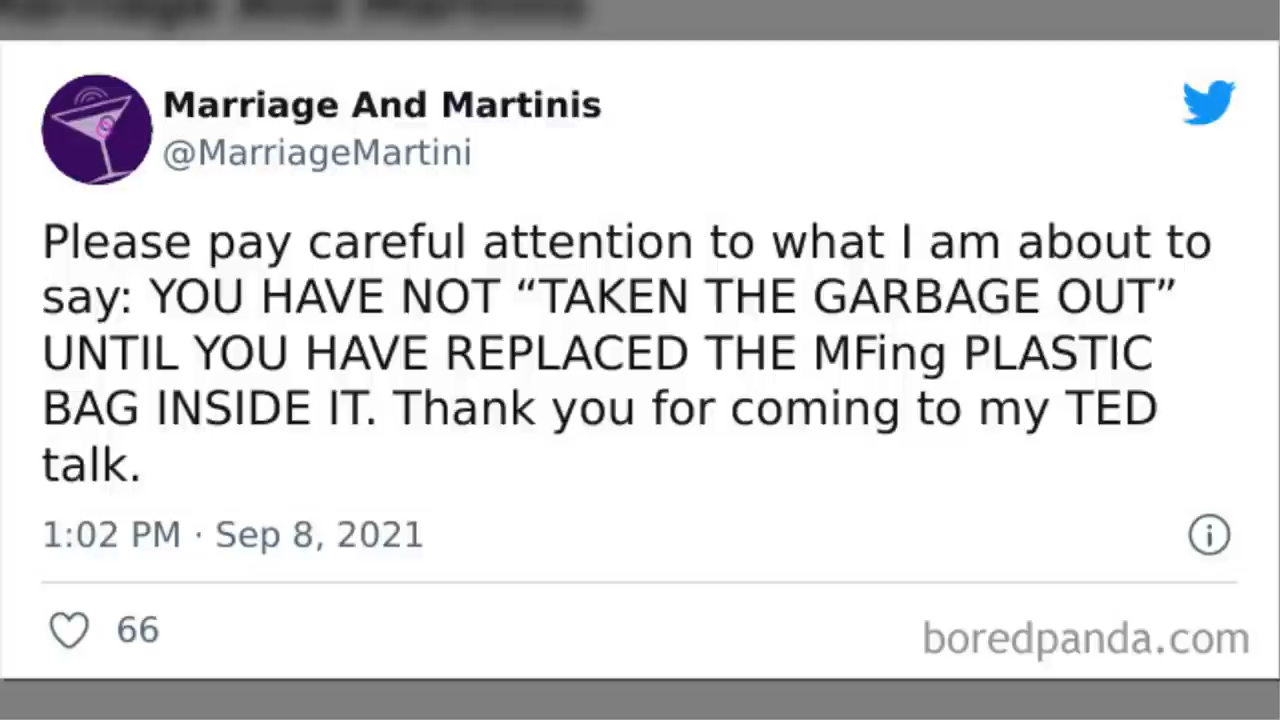 Marriage And Martinis
@MarriageMartini
Please pay careful attention to what I am about to
say: YOU HAVE NOT “TAKEN THE GARBAGE OUT”
UNTIL YOU HAVE REPLACED THE MFing PLASTIC
BAG INSIDE IT. Thank you for coming to my TED
talk.
1:02 PM · Sep 8, 2021
66
boredpanda.com